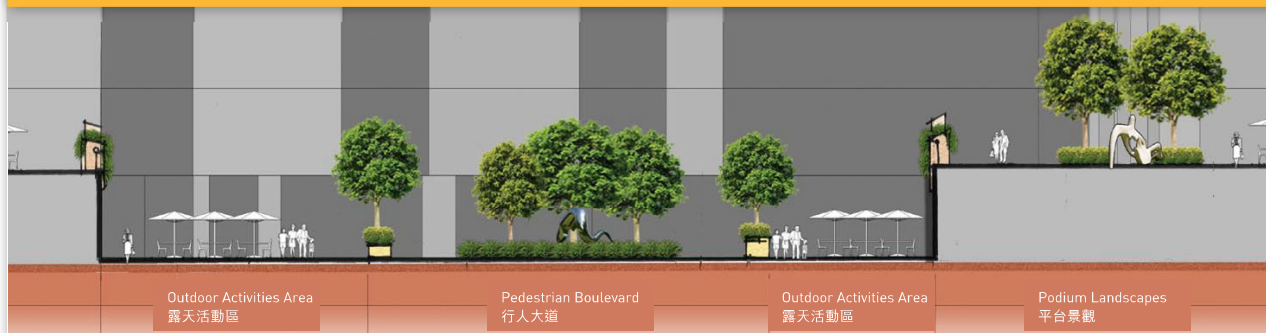 Outdoor Activities Area
露天活動區
Pedestrian Boulevard
行人大道
Outdoor Activities Area
露天活動區
Podium Landscapes
平台景觀